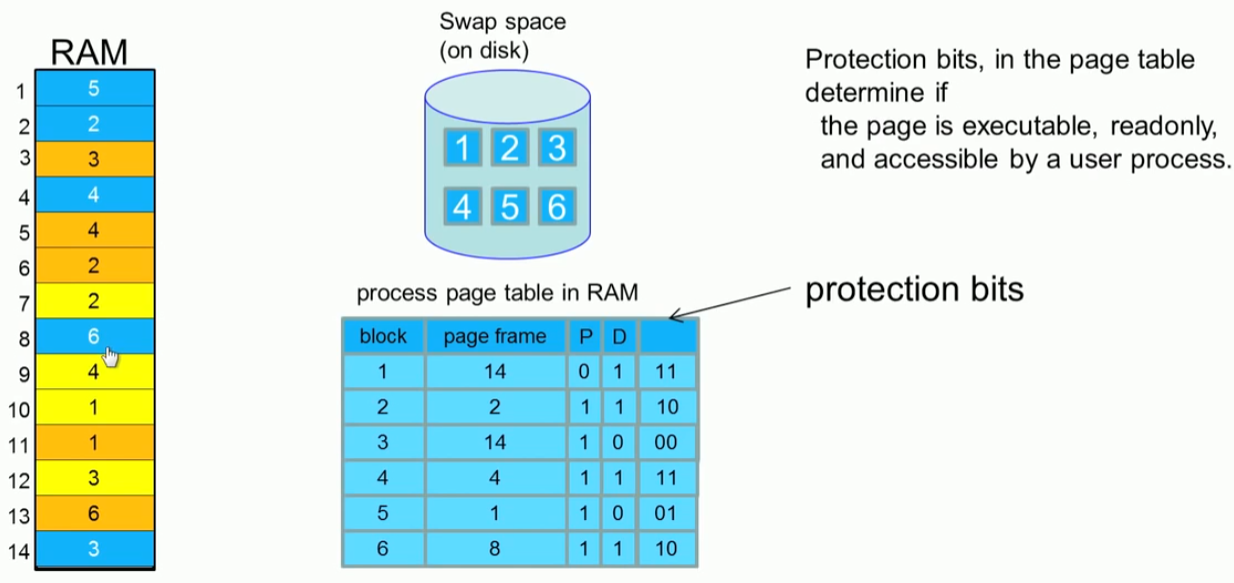 RAM
1 5
2 2
3 3
4 4
5 4
6 2
7 2
8 6
9 4
10 1
11 1
12 3
13 6
14 3
Swap space
(on disk)
1 2 3
4 5 6
process page table in RAM
block page frame P D
1 14 0 1 11
2 2 1 1 10
3 14 1 0 00
4 4 1 1 11
5 1 1 0 01
6 8 1 1 10
Protection bits, in the page table
determine if
the page is executable, readonly,
and accessible by a user process.
protection bits